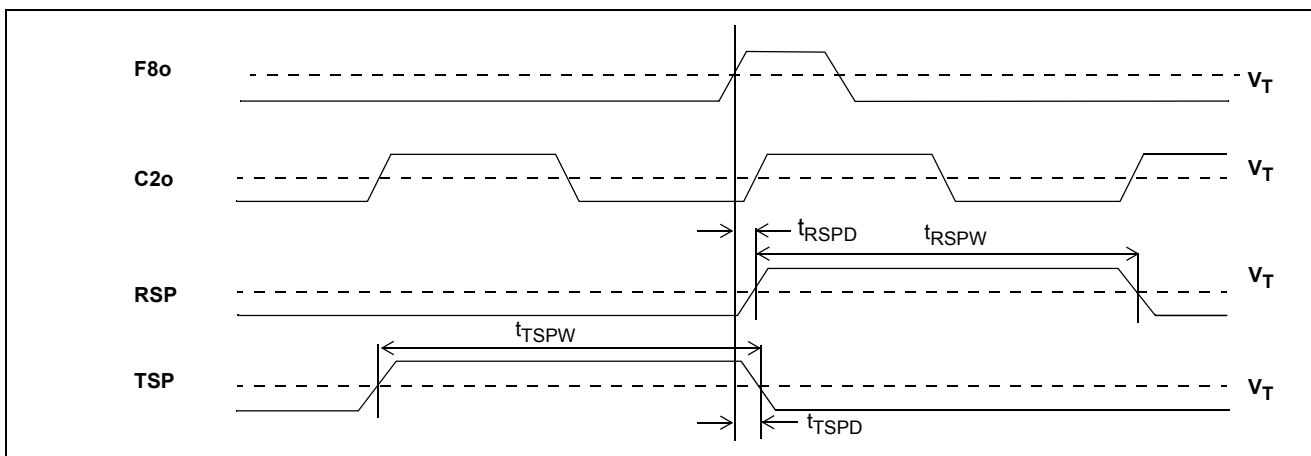 F8o
V_T
C2o
V_T
t_RSPD
t_RSPW
RSP
V_T
t_TSPW
TSP
V_T
t_TSPD